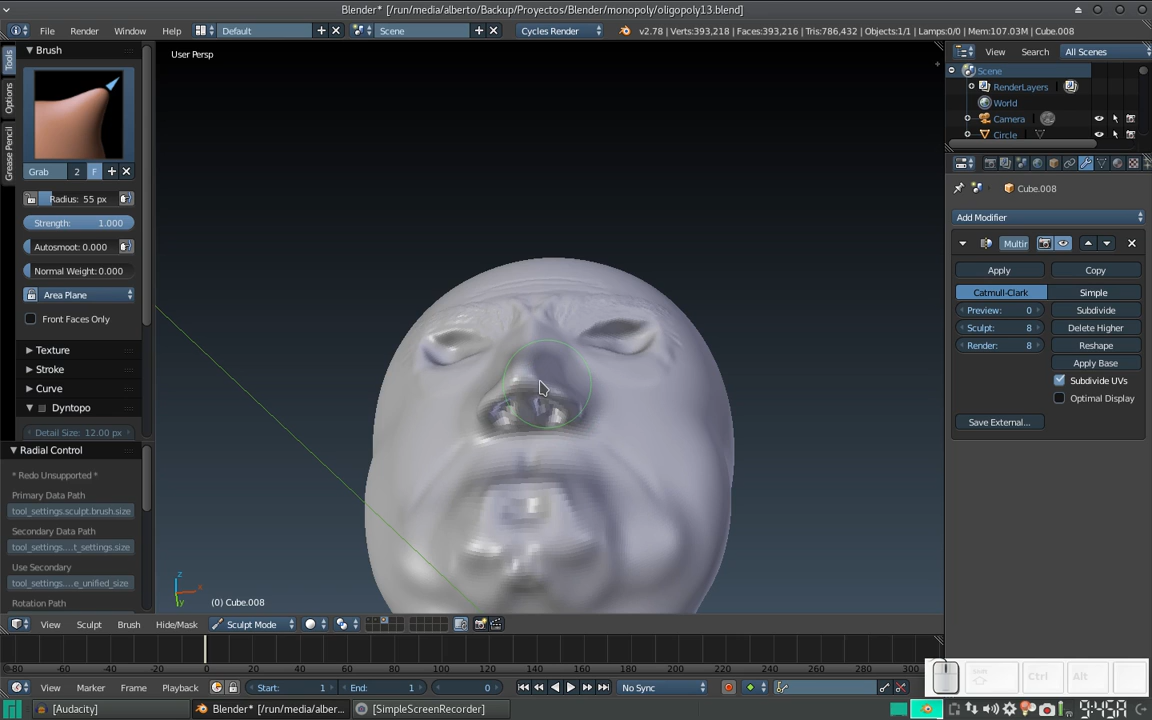 Blender* [/run/media/alberto/Backup/Proyectos/Blender/monopoly/oligopoly13.blend]
File Render Window Help Default Scene Cycles Render v2.78 | Verts:393,218 | Faces:393,216 | Tris:786,432 | Objects:1/1 | Lamps:0/0 | Mem:107.03M | Cube.008
Tools
Options
Grease Pencil
Brush
Grab 2 F
Radius: 55 px
Strength: 1.000
Autosmoot: 0.000
Normal Weight: 0.000
Area Plane
Front Faces Only
Texture
Stroke
Curve
Dyntopo
Detail Size: 12.00 px
Radial Control
* Redo Unsupported *
Primary Data Path
tool_settings.sculpt.brush.size
Secondary Data Path
tool_settings....t_settings.size
Use Secondary
tool_settings....e_unified_size
Rotation Path
User Persp
z
x
y
(0) Cube.008
View Search All Scenes
Scene
RenderLayers
World
Camera
Circle
Cube.008
Add Modifier
Multir
Apply Copy
Catmull-Clark Simple
Preview: 0 Subdivide
Sculpt: 8 Delete Higher
Render: 8 Reshape
Apply Base
Subdivide UVs
Optimal Display
Save External...
View Sculpt Brush Hide/Mask Sculpt Mode
-80 -60 -40 -20 0 20 40 60 80 100 120 140 160 180 200 220 240 260 280 300
View Marker Frame Playback Start: 1 End: 1 0 No Sync
Shift Ctrl Alt
[Audacity] Blender* [/run/media/alber... [SimpleScreenRecorder]
9:45A